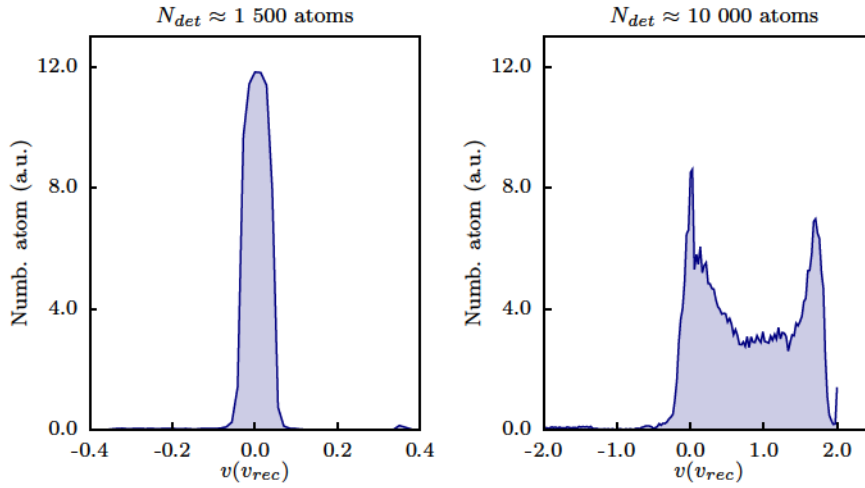 N_det ≈ 1 500 atoms
12.0
8.0
4.0
0.0
Numb. atom (a.u.)
-0.4 -0.2 0.0 0.2 0.4
v(v_rec)
N_det ≈ 10 000 atoms
12.0
8.0
4.0
0.0
Numb. atom (a.u.)
-2.0 -1.0 0.0 1.0 2.0
v(v_rec)